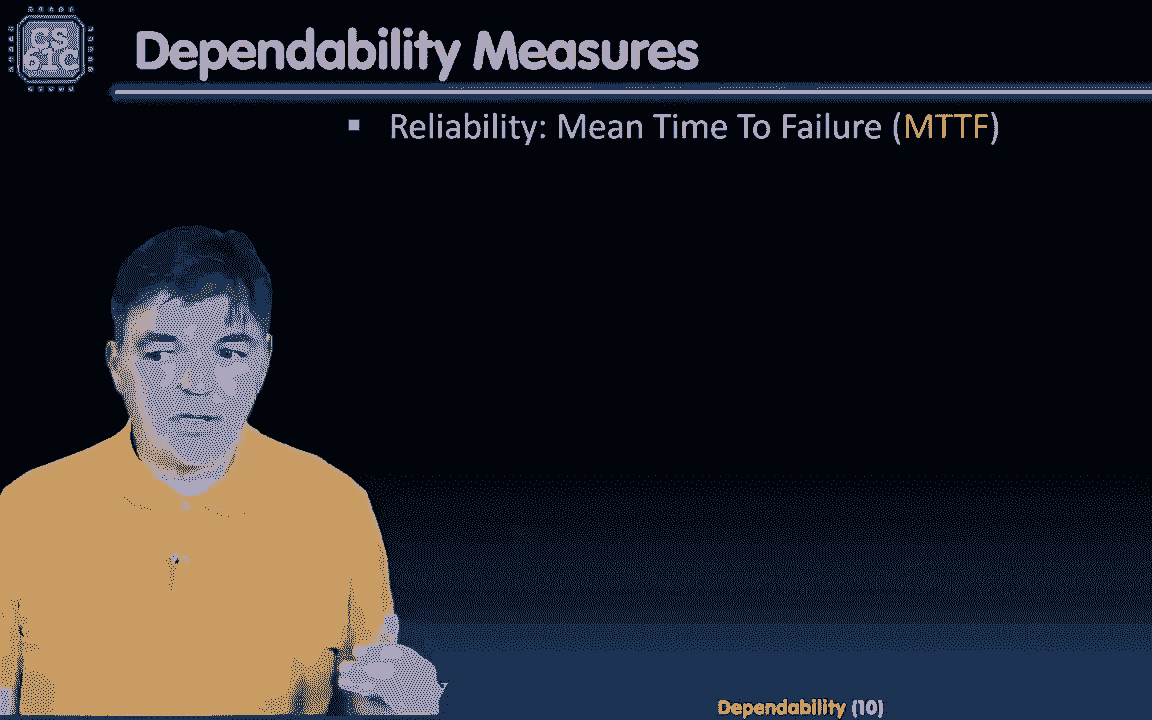 CS
61C
Dependability Measures
▪ Reliability: Mean Time To Failure (MTTF)
Dependability (10)